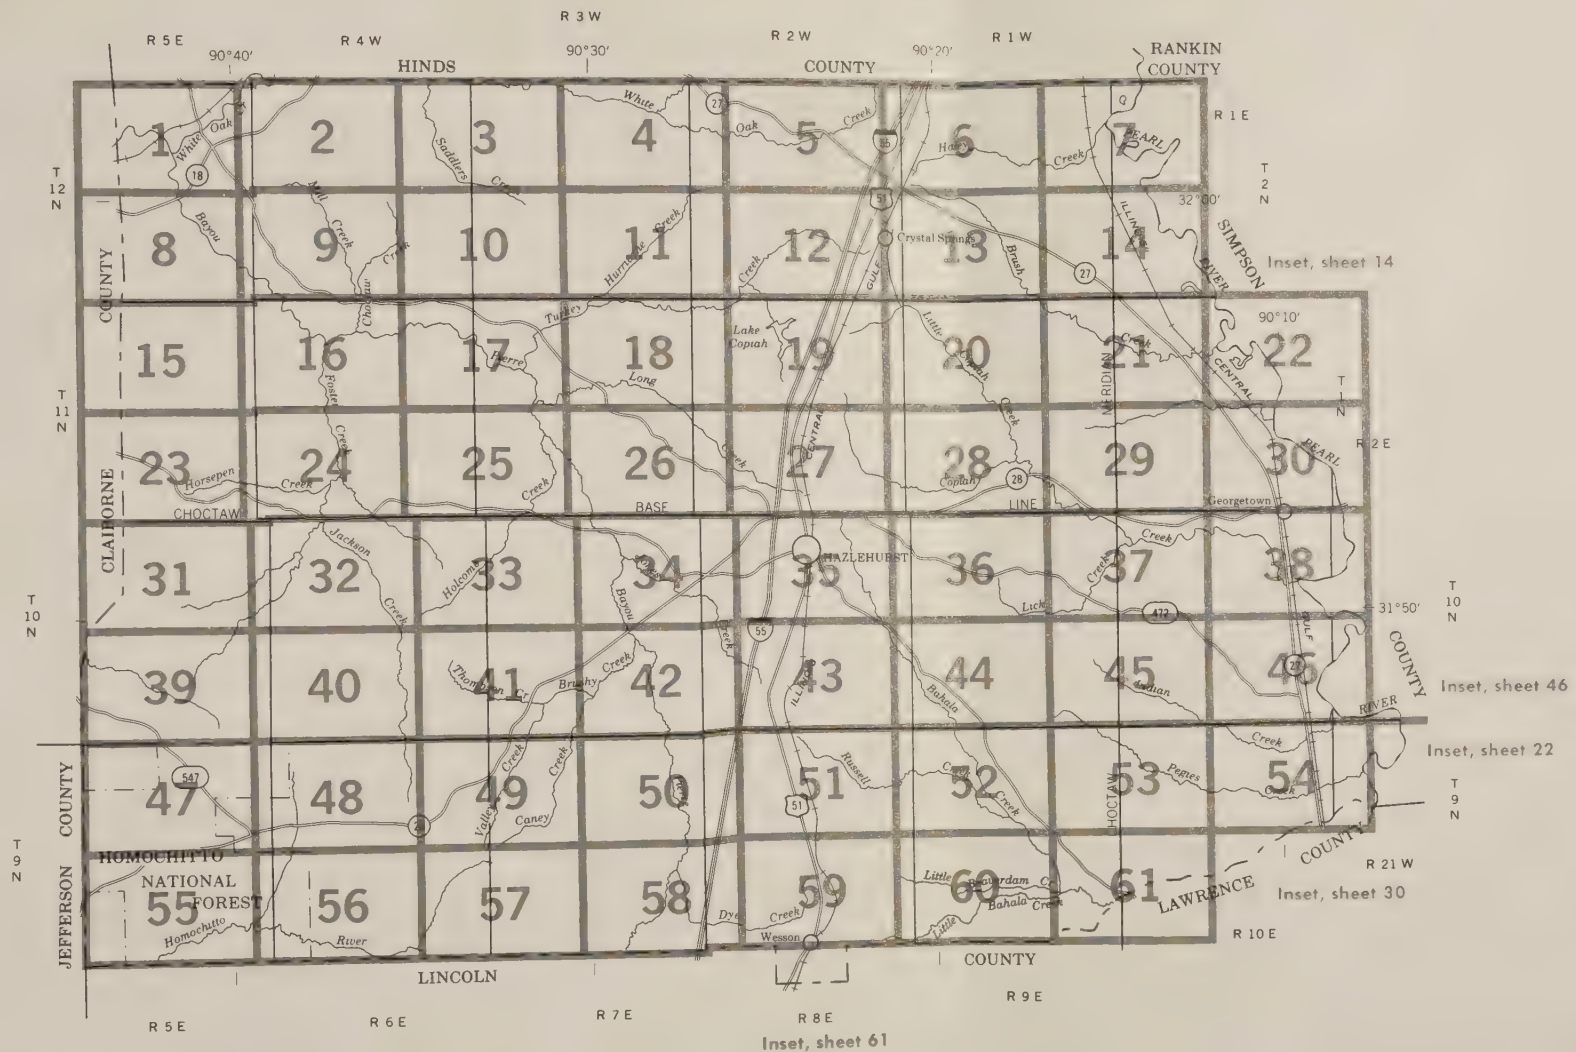 R 3 W
R 5 E
R 4 W
R 2 W
R 1 W
90°40'
90°30'
90°20'
RANKIN
COUNTY
HINDS
COUNTY
R 1 E
1
2
3
4
5
6
7
White
Oak
18
Saddlers
Creek
White
Oak
Creek
27
55
Creek
PEARL
T
12
N
T
2
N
32°00'
51
8
9
10
11
12
13
14
Bayou
Mill
Creek
Creek
Hurricane Creek
Creek
Crystal Springs
GULF
Brush
27
ILLINOIS
RIVER
SIMPSON
Inset, sheet 14
COUNTY
90°10'
15
16
17
18
19
20
21
22
Turkey
Pierre
Long
Lake
Copiah
Little
Copiah
Creek
Creek
MERIDIAN
CENTRAL
T
1
N
T
11
N
Foster
Creek
23
24
25
26
27
28
29
30
Horsepen
Creek
Creek
Creek
CENTRAL
Copiah
28
PEARL
R 2 E
Georgetown
CHOCTAW
BASE
LINE
CLAIBORNE
31
32
33
34
35
36
37
38
Jackson
Creek
Holcomb
Bayou
Creek
HAZLEHURST
Lick
Creek
Creek
472
GULF
31°50'
T
10
N
T
10
N
55
39
40
41
42
43
44
45
46
Thompson Cr
Brushy
Creek
ILLINOIS
Bahala
Indian
Creek
27
RIVER
COUNTY
Inset, sheet 46
Inset, sheet 22
547
47
48
49
50
51
52
53
54
28
Valley
Creek
Caney
Creek
Russell
Creek
Creek
51
CHOCTAW
Pegies
Creek
T
9
N
T
9
N
JEFFERSON COUNTY
HOMOCHITTO
NATIONAL
FOREST
55
56
57
58
59
60
61
Homochitto
River
Dye
Creek
Wesson
Little
Beaverdam Cr
Bahala Creek
Little
LAWRENCE
COUNTY
R 21 W
Inset, sheet 30
R 10 E
LINCOLN
COUNTY
R 5 E
R 6 E
R 7 E
R 8 E
R 9 E
Inset, sheet 61